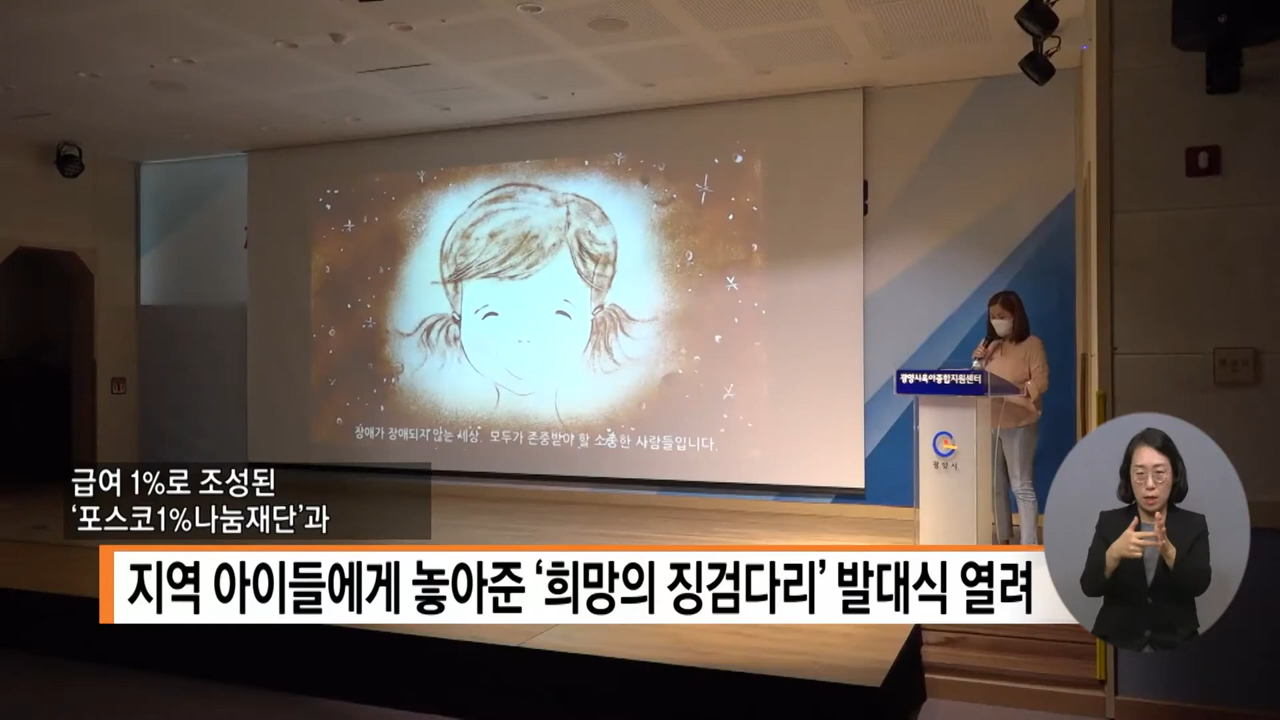 장애가 장애되지 않는 세상. 모두가 존중받아 할 소중한 사람들입니다.
광양시육아종합지원센터
광양시
급여 1%로 조성된
‘포스코1%나눔재단’과
지역 아이들에게 놓아준 ‘희망의 징검다리’ 발대식 열려